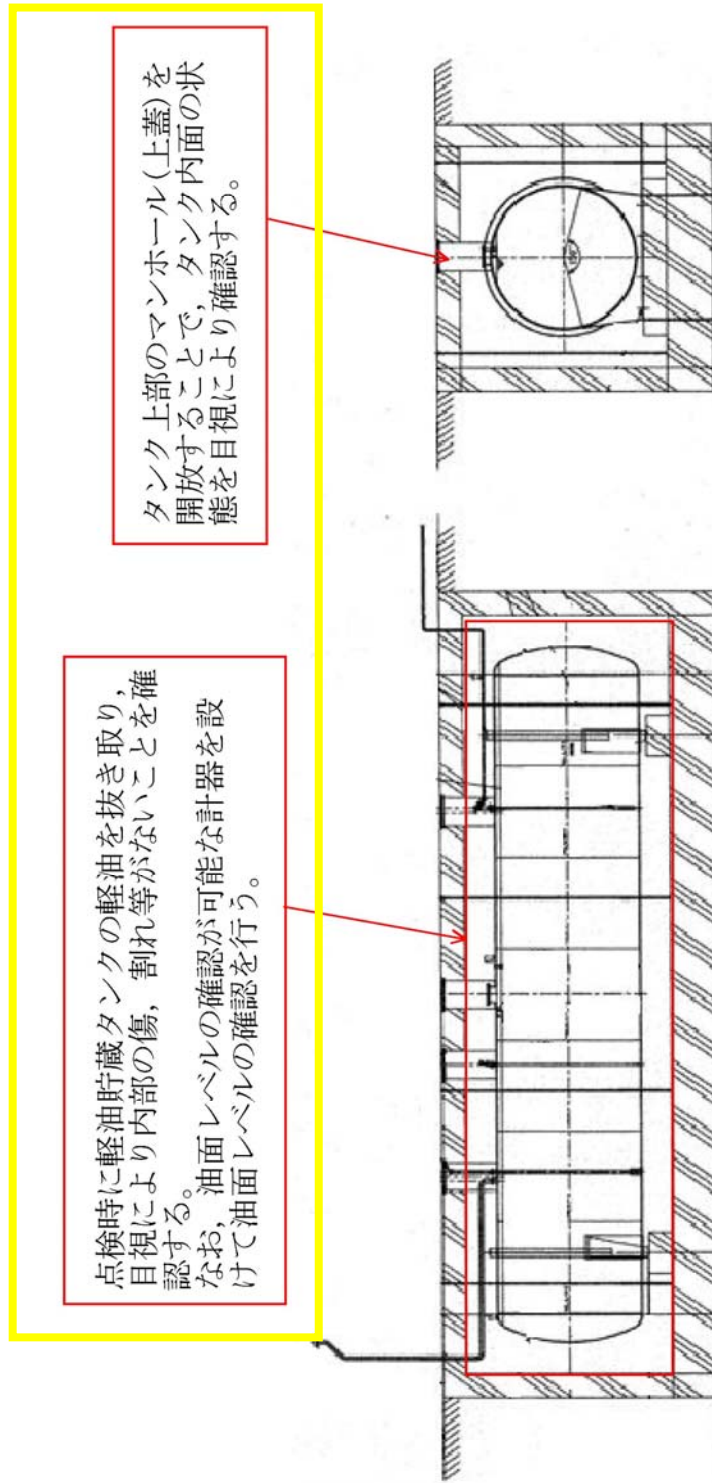 点検時に軽油貯蔵タンクの軽油を抜き取り，
目視により内部の傷，割れ等がないことを確
認する。
なお，油面レベルの確認が可能な計器を設
けて油面レベルの確認を行う。
タンク上部のマンホール(上蓋)を
開放することで，タンク内面の状
態を目視により確認する。